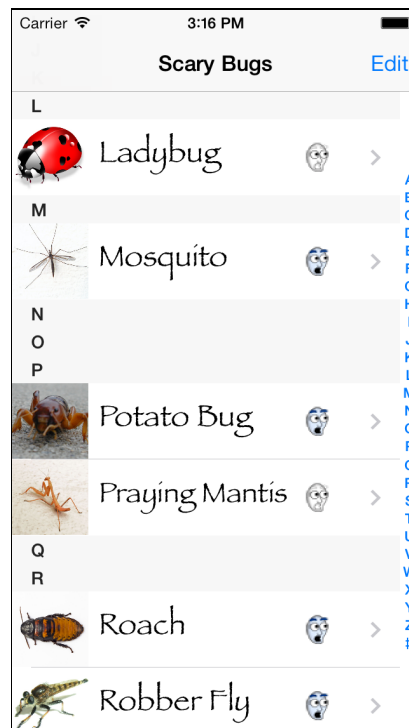 Carrier 3:16 PM
Scary Bugs Edit
L
Ladybug
M
Mosquito
N
O
P
Potato Bug
Praying Mantis
Q
R
Roach
Robber Fly